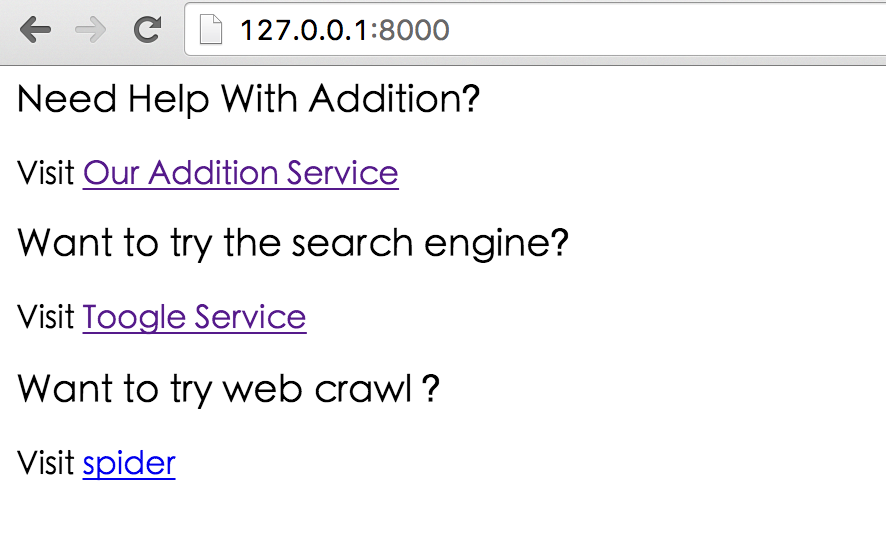 127.0.0.1:8000
Need Help With Addition?
Visit Our Addition Service
Want to try the search engine?
Visit Toogle Service
Want to try web crawl ?
Visit spider